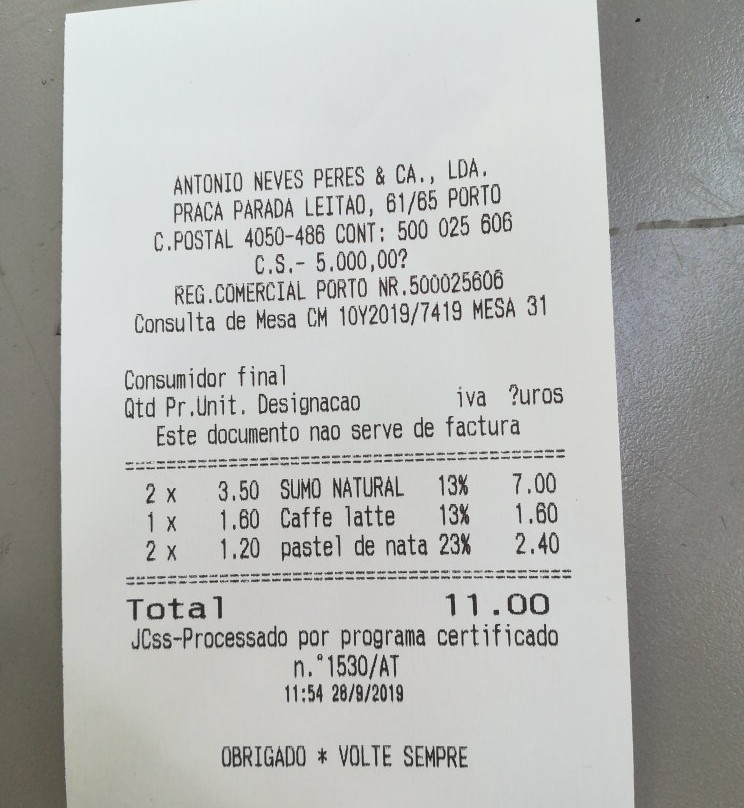 ANTONIO NEVES PERES & CA., LDA.
PRACA PARADA LEITAO, 61/65 PORTO
C.POSTAL 4050-486 CONT: 500 025 606
C.S.- 5.000,00?
REG.COMERCIAL PORTO NR.500025606
Consulta de Mesa CM 10Y2019/7419 MESA 31
Consumidor final
Qtd Pr.Unit. Designacao iva ?uros
Este documento nao serve de factura
2 x 3.50 SUMO NATURAL 13% 7.00
1 x 1.60 Caffe latte 13% 1.60
2 x 1.20 pastel de nata 23% 2.40
Total 11.00
JCss-Processado por programa certificado
n.°1530/AT
11:54 28/9/2019
OBRIGADO * VOLTE SEMPRE